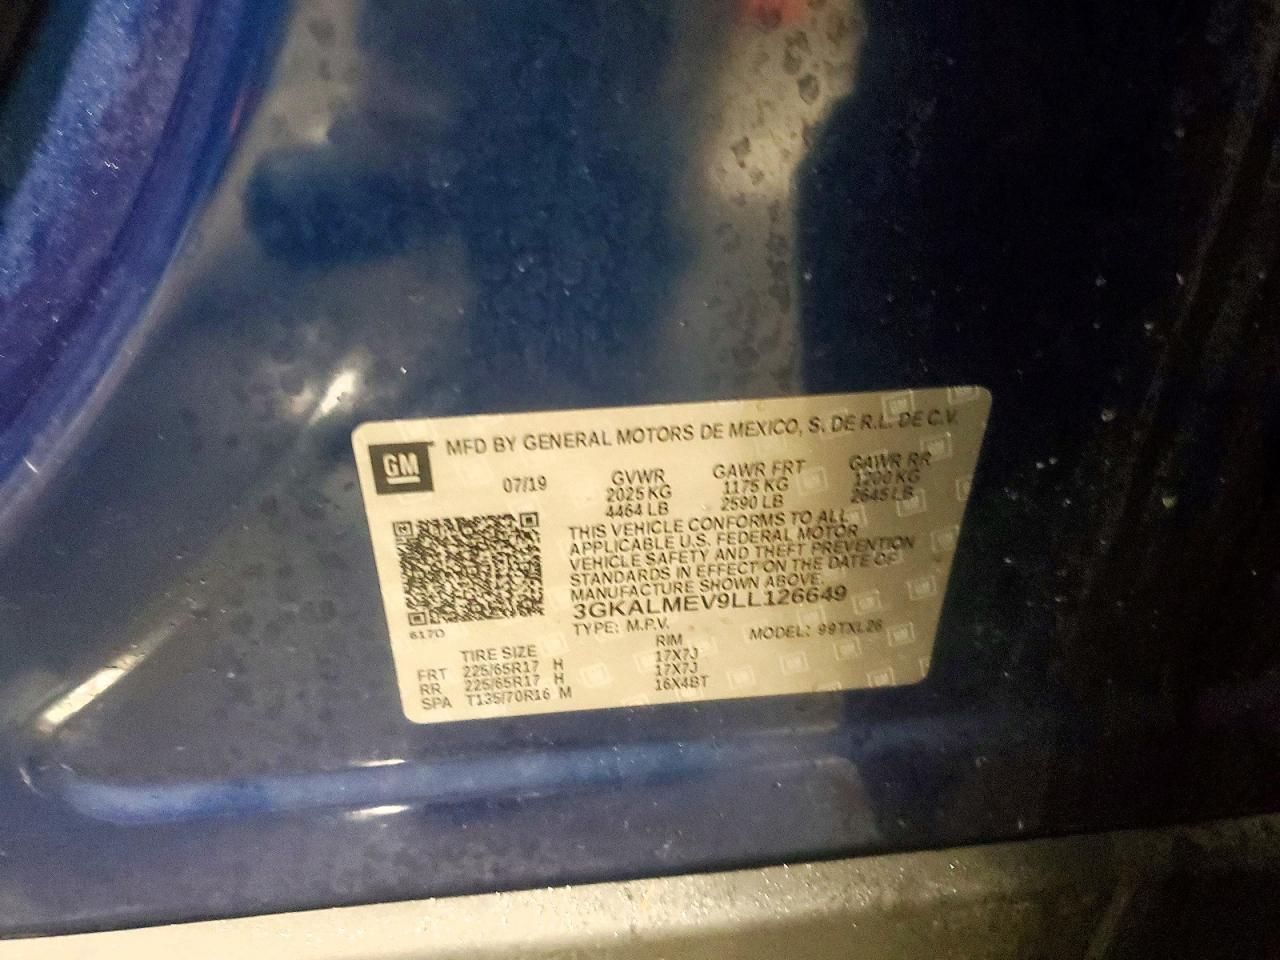 GM MFD BY GENERAL MOTORS DE MEXICO, S. DE R.L. DE C.V.
07/19 GVWR GAWR FRT GAWR RR
2025 KG 1175 KG 1200 KG
4464 LB 2590 LB 2645 LB
THIS VEHICLE CONFORMS TO ALL
APPLICABLE U.S. FEDERAL MOTOR
VEHICLE SAFETY AND THEFT PREVENTION
STANDARDS IN EFFECT ON THE DATE OF
MANUFACTURE SHOWN ABOVE.
3GKALMEV9LL126649
617D
TYPE: M.P.V. MODEL: 99TXL26
TIRE SIZE RIM
FRT 225/65R17 H 17X7J
RR 225/65R17 H 17X7J
SPA T135/70R16 M 16X4BT